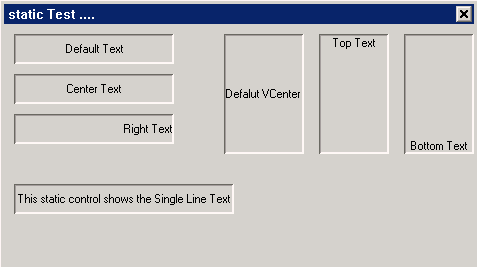 static Test ....
Default Text
Center Text
Right Text
Defalut VCenter
Top Text
Bottom Text
This static control shows the Single Line Text